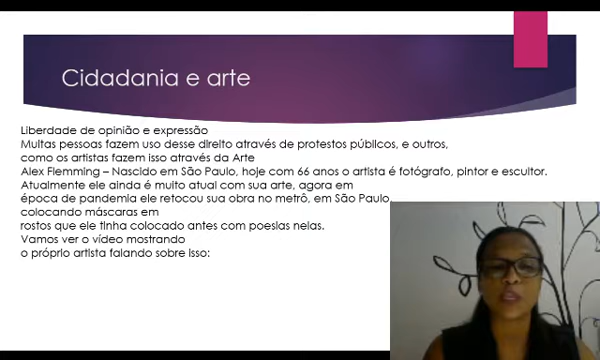 Cidadania e arte
Liberdade de opinião e expressão
Muitas pessoas fazem uso desse direito através de protestos públicos, e outros,
como os artistas fazem isso através da Arte
Alex Flemming – Nascido em São Paulo, hoje com 66 anos o artista é fotógrafo, pintor e escultor.
Atualmente ele ainda é muito atual com sua arte, agora em
época de pandemia ele retocou sua obra no metrô, em São Paulo,
colocando máscaras em
rostos que ele tinha colocado antes com poesias nelas.
Vamos ver o vídeo mostrando
o próprio artista falando sobre isso: